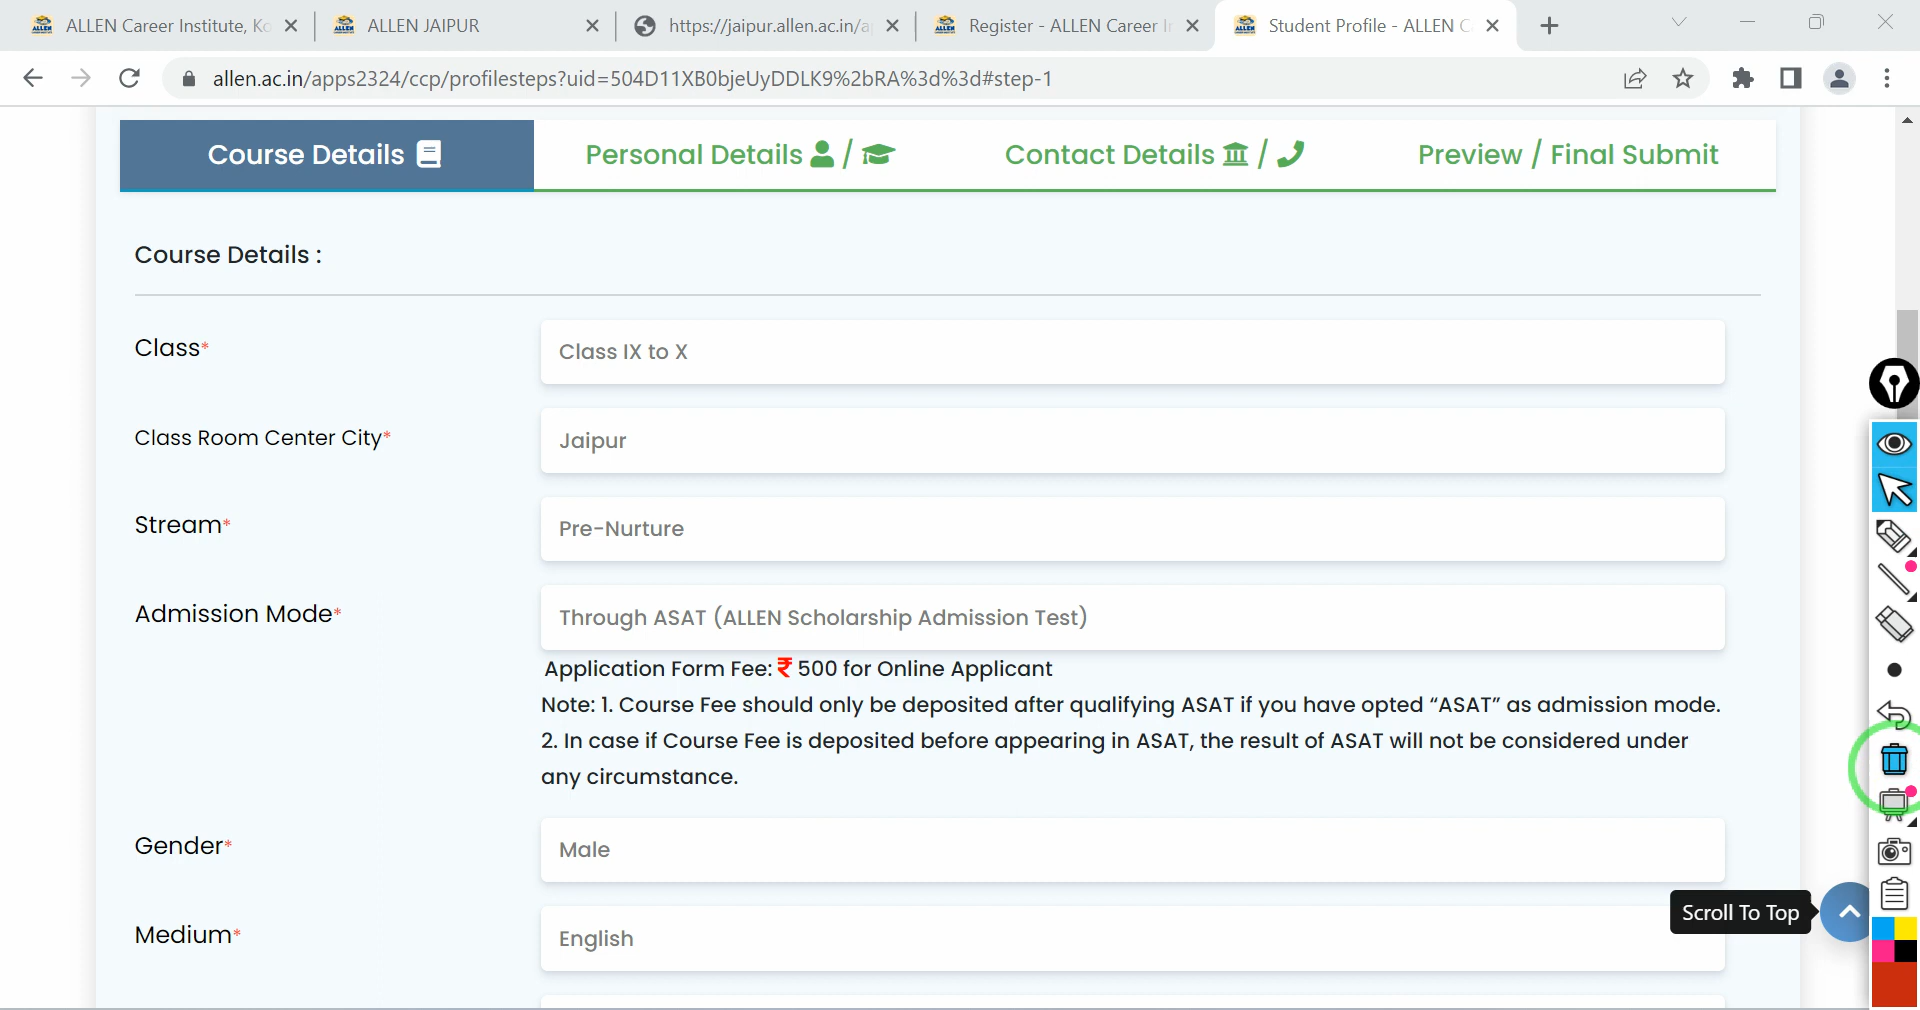 ALLEN Career Institute, Ko
ALLEN JAIPUR
https://jaipur.allen.ac.in/a
Register - ALLEN Career I
Student Profile - ALLEN C
allen.ac.in/apps2324/ccp/profilesteps?uid=504D11XB0bjeUyDDLK9%2bRA%3d%3d#step-1
Course Details
Personal Details /
Contact Details /
Preview / Final Submit
Course Details :
Class*
Class IX to X
Class Room Center City*
Jaipur
Stream*
Pre-Nurture
Admission Mode*
Through ASAT (ALLEN Scholarship Admission Test)
Application Form Fee: ₹ 500 for Online Applicant
Note: 1. Course Fee should only be deposited after qualifying ASAT if you have opted “ASAT” as admission mode.
2. In case if Course Fee is deposited before appearing in ASAT, the result of ASAT will not be considered under
any circumstance.
Gender*
Male
Medium*
English
Scroll To Top